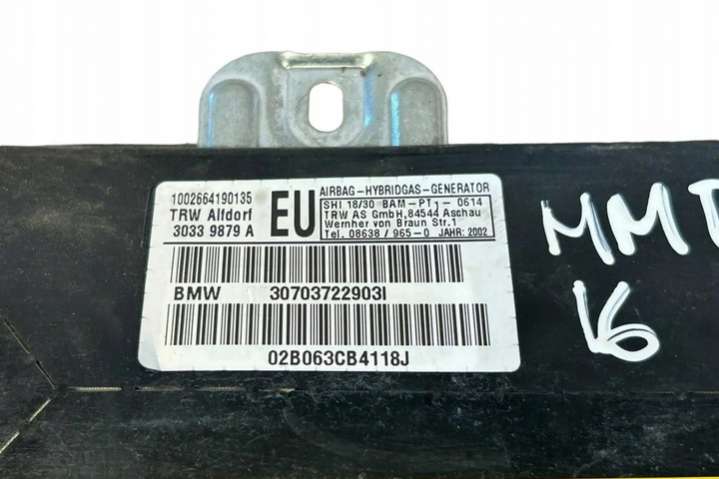 1002664190135
TRW Alfdorf
3033 9879 A
EU
AIRBAG-HYBRIDGAS-GENERATOR
SHI 18/30 BAM-PT1-0614
TRW AS GmbH, 84544 Aschau
Wernher von Braun Str.1
Tel. 08638/965-0 JAHR: 2002
BMW 30703722903I
02B063CB4118J
16